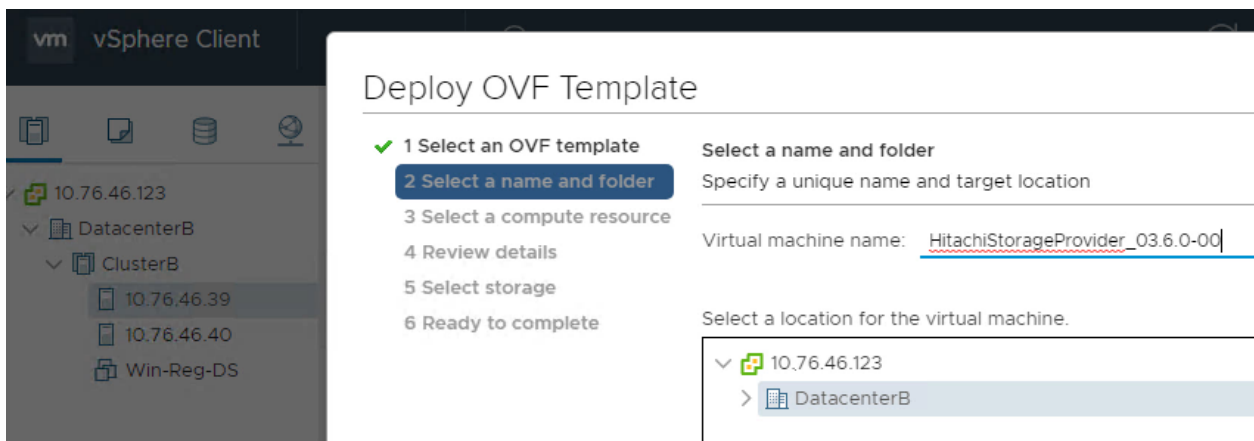 vm vSphere Client
Deploy OVF Template
1 Select an OVF template
2 Select a name and folder
3 Select a compute resource
4 Review details
5 Select storage
6 Ready to complete
10.76.46.123
DatacenterB
ClusterB
10.76.46.39
10.76.46.40
Win-Reg-DS
Select a name and folder
Specify a unique name and target location
Virtual machine name: HitachiStorageProvider_03.6.0-00
Select a location for the virtual machine.
10.76.46.123
DatacenterB